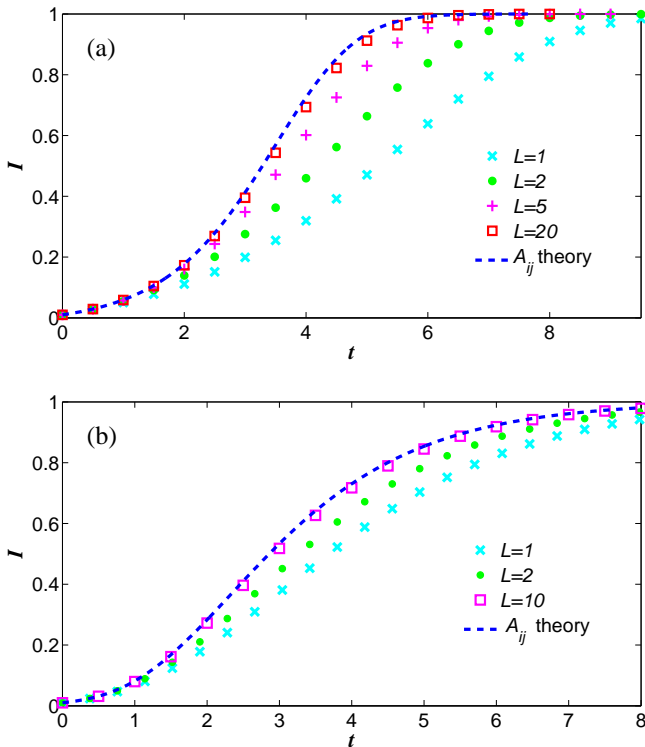 (a)
I
1
0.8
0.6
0.4
0.2
0
L=1
L=2
L=5
L=20
A_ij theory
0 2 4 6 8
t
(b)
I
1
0.8
0.6
0.4
0.2
0
L=1
L=2
L=10
A_ij theory
0 1 2 3 4 5 6 7 8
t